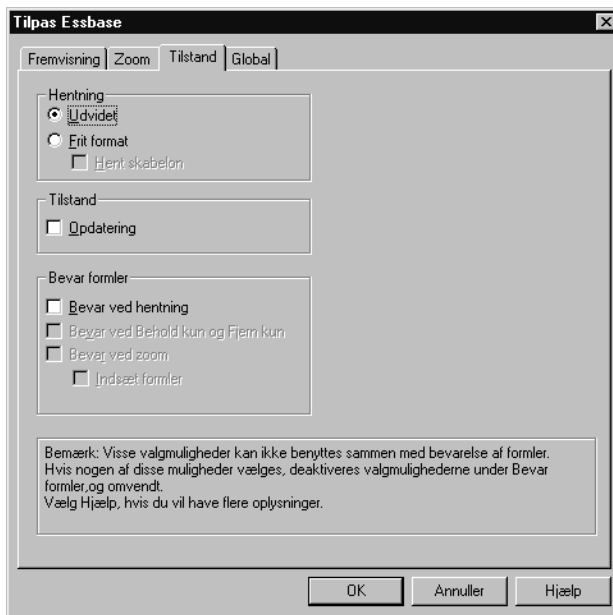 Tilpas Essbase
Fremvisning Zoom Tilstand Global
Hentning
Udvidet
Frit format
Hent skabelon
Tilstand
Opdatering
Bevar formler
Bevar ved hentning
Bevar ved Behold kun og Fjern kun
Bevar ved zoom
Indsæt formler
Bemærk: Visse valgmuligheder kan ikke benyttes sammen med bevarelse af formler.
Hvis nogen af disse muligheder vælges, deaktiveres valgmulighederne under Bevar
formler,og omvendt.
Vælg Hjælp, hvis du vil have flere oplysninger.
OK Annuller Hjælp